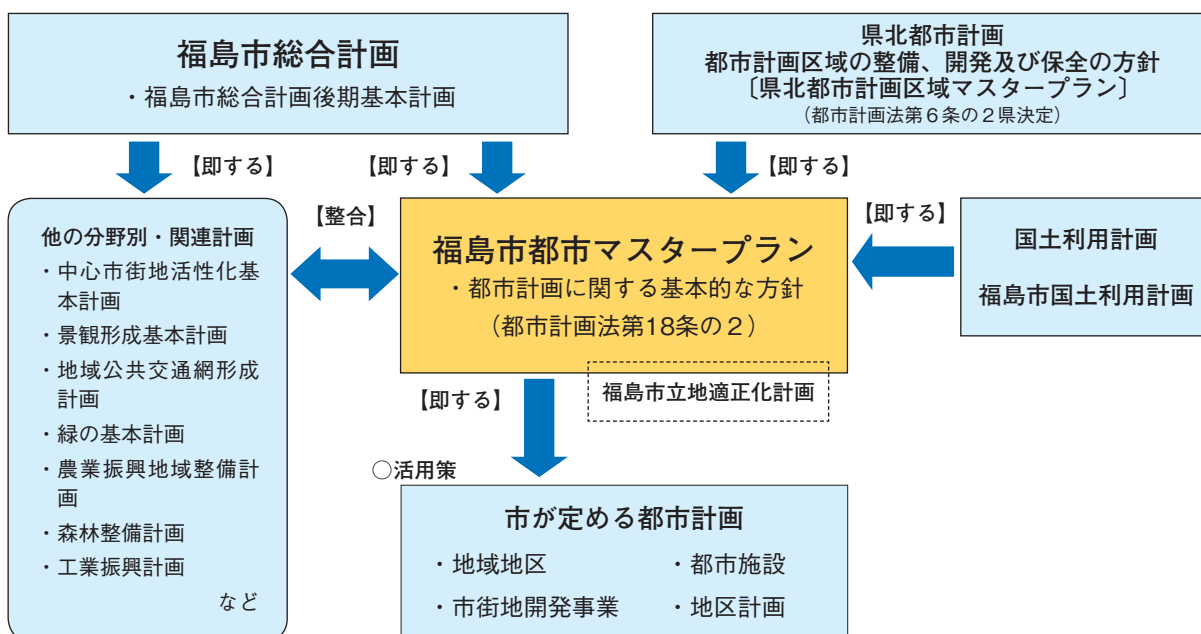 福島市総合計画
・福島市総合計画後期基本計画
県北都市計画
都市計画区域の整備、開発及び保全の方針
〔県北都市計画区域マスタープラン〕
(都市計画法第６条の２県決定)
【即する】
【即する】
【即する】
他の分野別・関連計画
・中心市街地活性化基
本計画
・景観形成基本計画
・地域公共交通網形成
計画
・緑の基本計画
・農業振興地域整備計
画
・森林整備計画
・工業振興計画
など
【整合】
福島市都市マスタープラン
・都市計画に関する基本的な方針
（都市計画法第18条の２）
福島市立地適正化計画
【即する】
国土利用計画
福島市国土利用計画
【即する】
○活用策
市が定める都市計画
・地域地区
・都市施設
・市街地開発事業
・地区計画